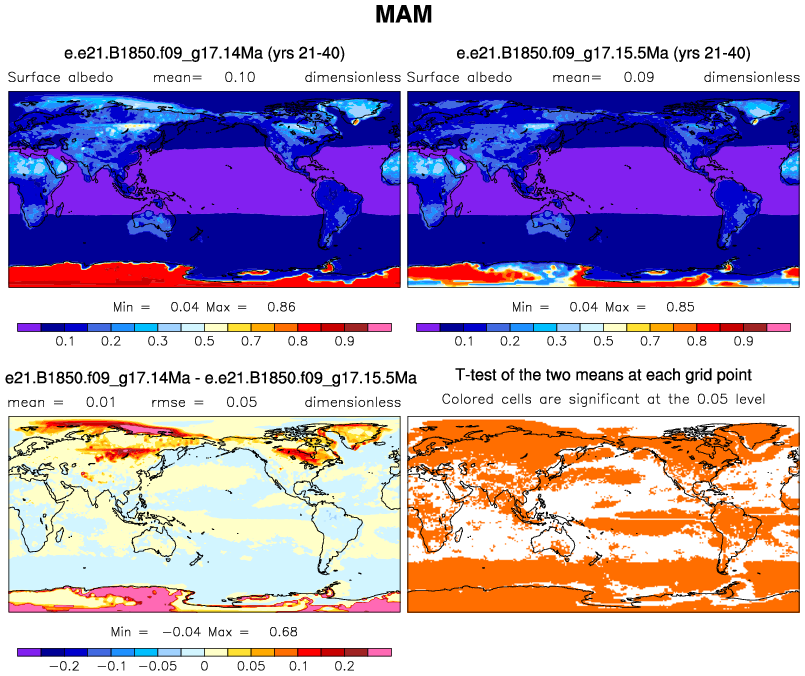 MAM
e.e21.B1850.f09_g17.14Ma (yrs 21-40)
Surface albedo mean= 0.10 dimensionless
Min = 0.04 Max = 0.86
0.1 0.2 0.3 0.5 0.7 0.8 0.9
e.e21.B1850.f09_g17.15.5Ma (yrs 21-40)
Surface albedo mean= 0.09 dimensionless
Min = 0.04 Max = 0.85
0.1 0.2 0.3 0.5 0.7 0.8 0.9
e21.B1850.f09_g17.14Ma - e.e21.B1850.f09_g17.15.5Ma
mean = 0.01 rmse = 0.05 dimensionless
Min = -0.04 Max = 0.68
-0.2 -0.1 -0.05 0 0.05 0.1 0.2
T-test of the two means at each grid point
Colored cells are significant at the 0.05 level